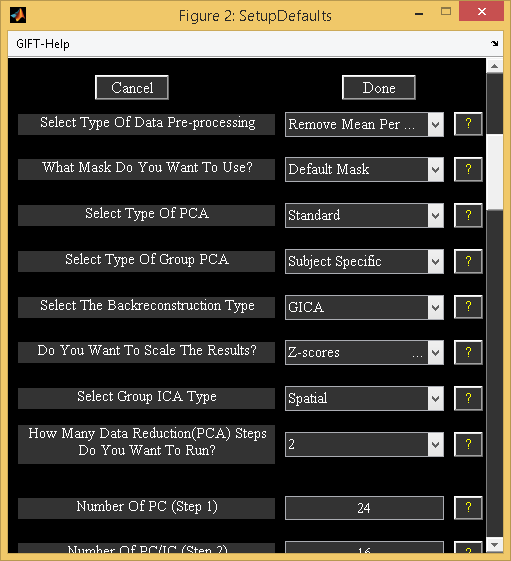 Figure 2: SetupDefaults
GIFT-Help
Cancel
Done
Select Type Of Data Pre-processing
Remove Mean Per ...
?
What Mask Do You Want To Use?
Default Mask
?
Select Type Of PCA
Standard
?
Select Type Of Group PCA
Subject Specific
?
Select The Backreconstruction Type
GICA
?
Do You Want To Scale The Results?
Z-scores ...
?
Select Group ICA Type
Spatial
?
How Many Data Reduction(PCA) Steps
Do You Want To Run?
2
?
Number Of PC (Step 1)
24
?
Number Of PC/IC (Step 2)
16
?